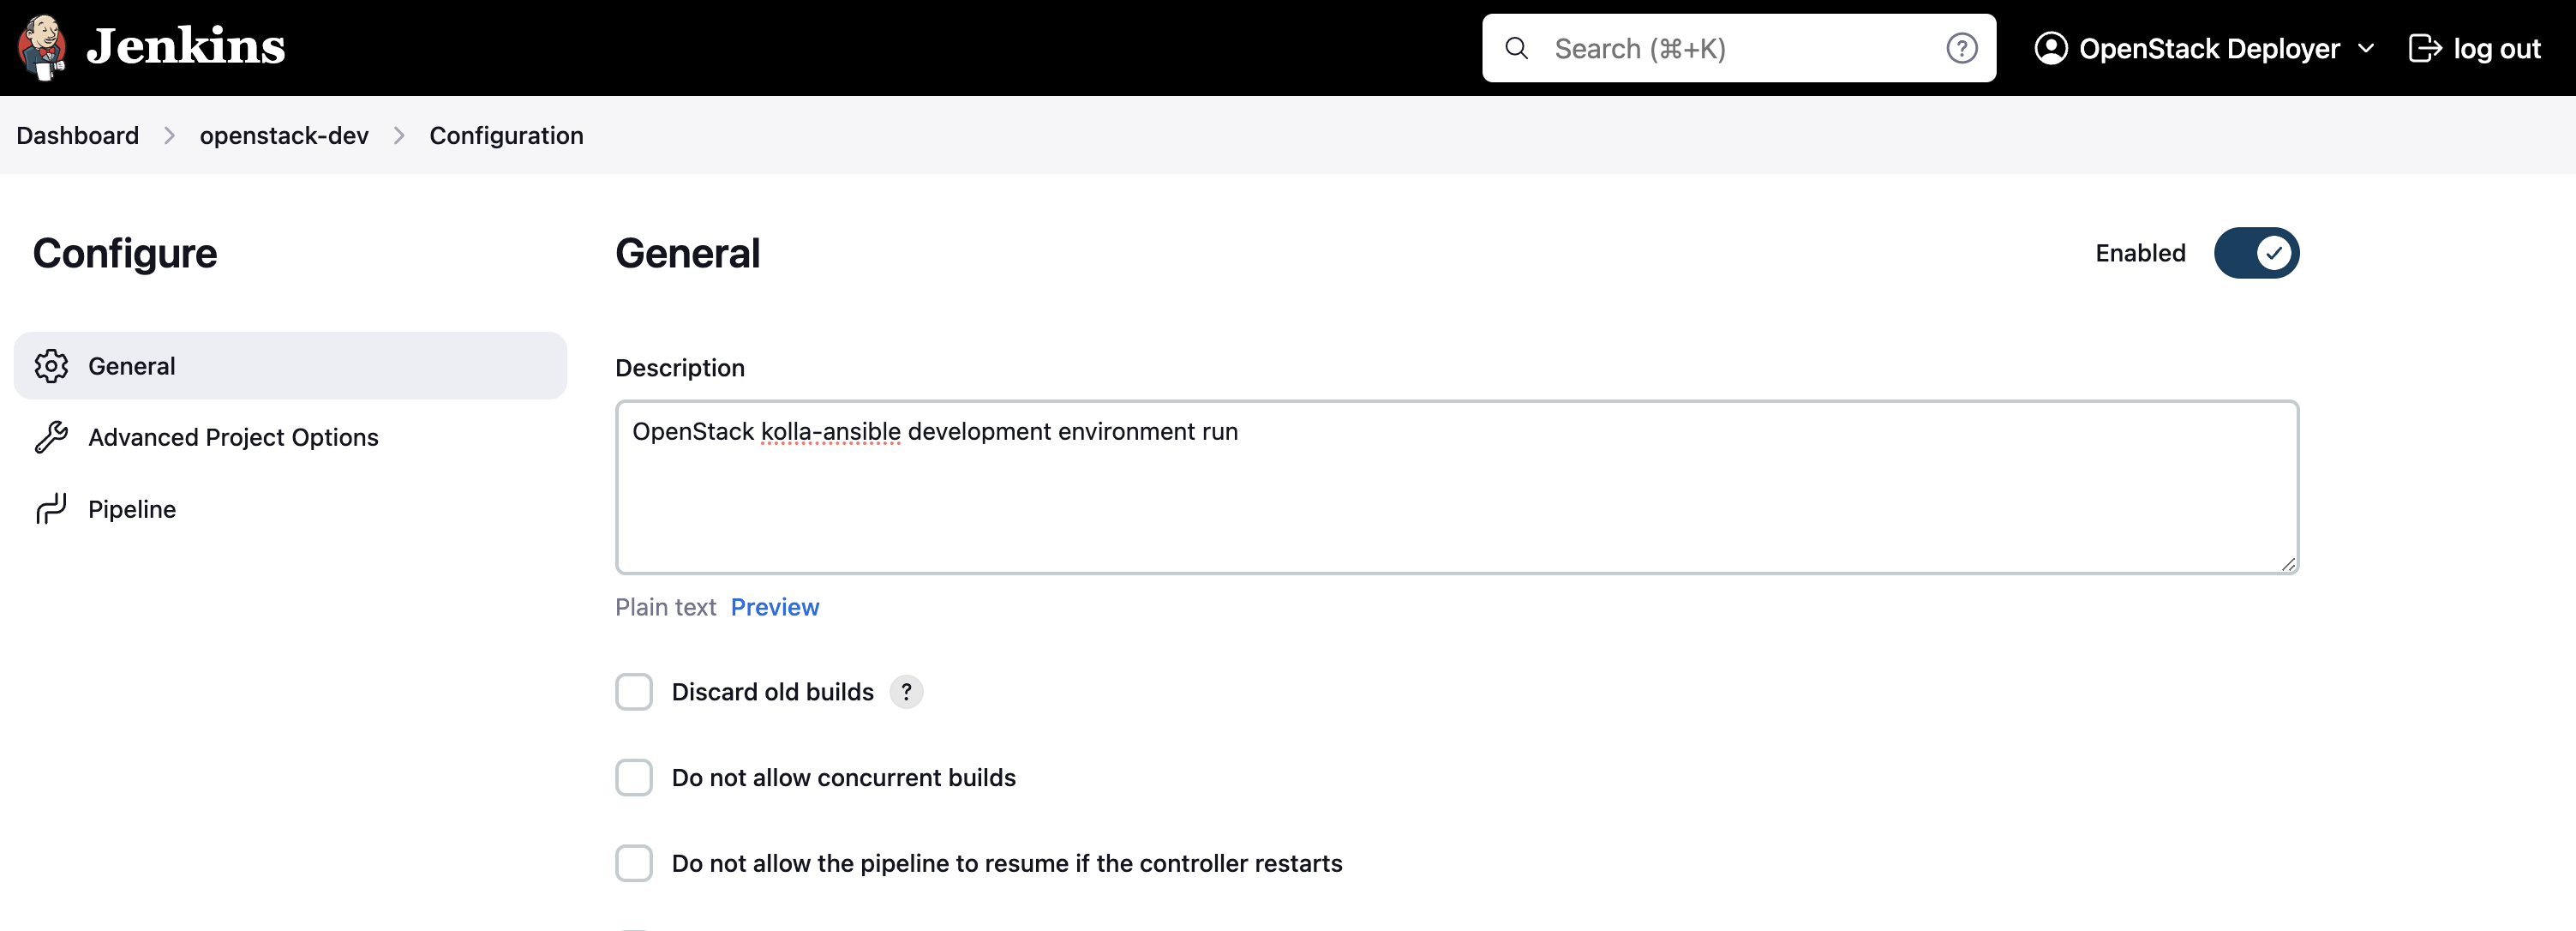 Jenkins
Search (⌘+K)
?
OpenStack Deployer
log out
Dashboard > openstack-dev > Configuration
Configure
General
Advanced Project Options
Pipeline
General
Enabled
Description
OpenStack kolla-ansible development environment run
Plain text Preview
Discard old builds ?
Do not allow concurrent builds
Do not allow the pipeline to resume if the controller restarts